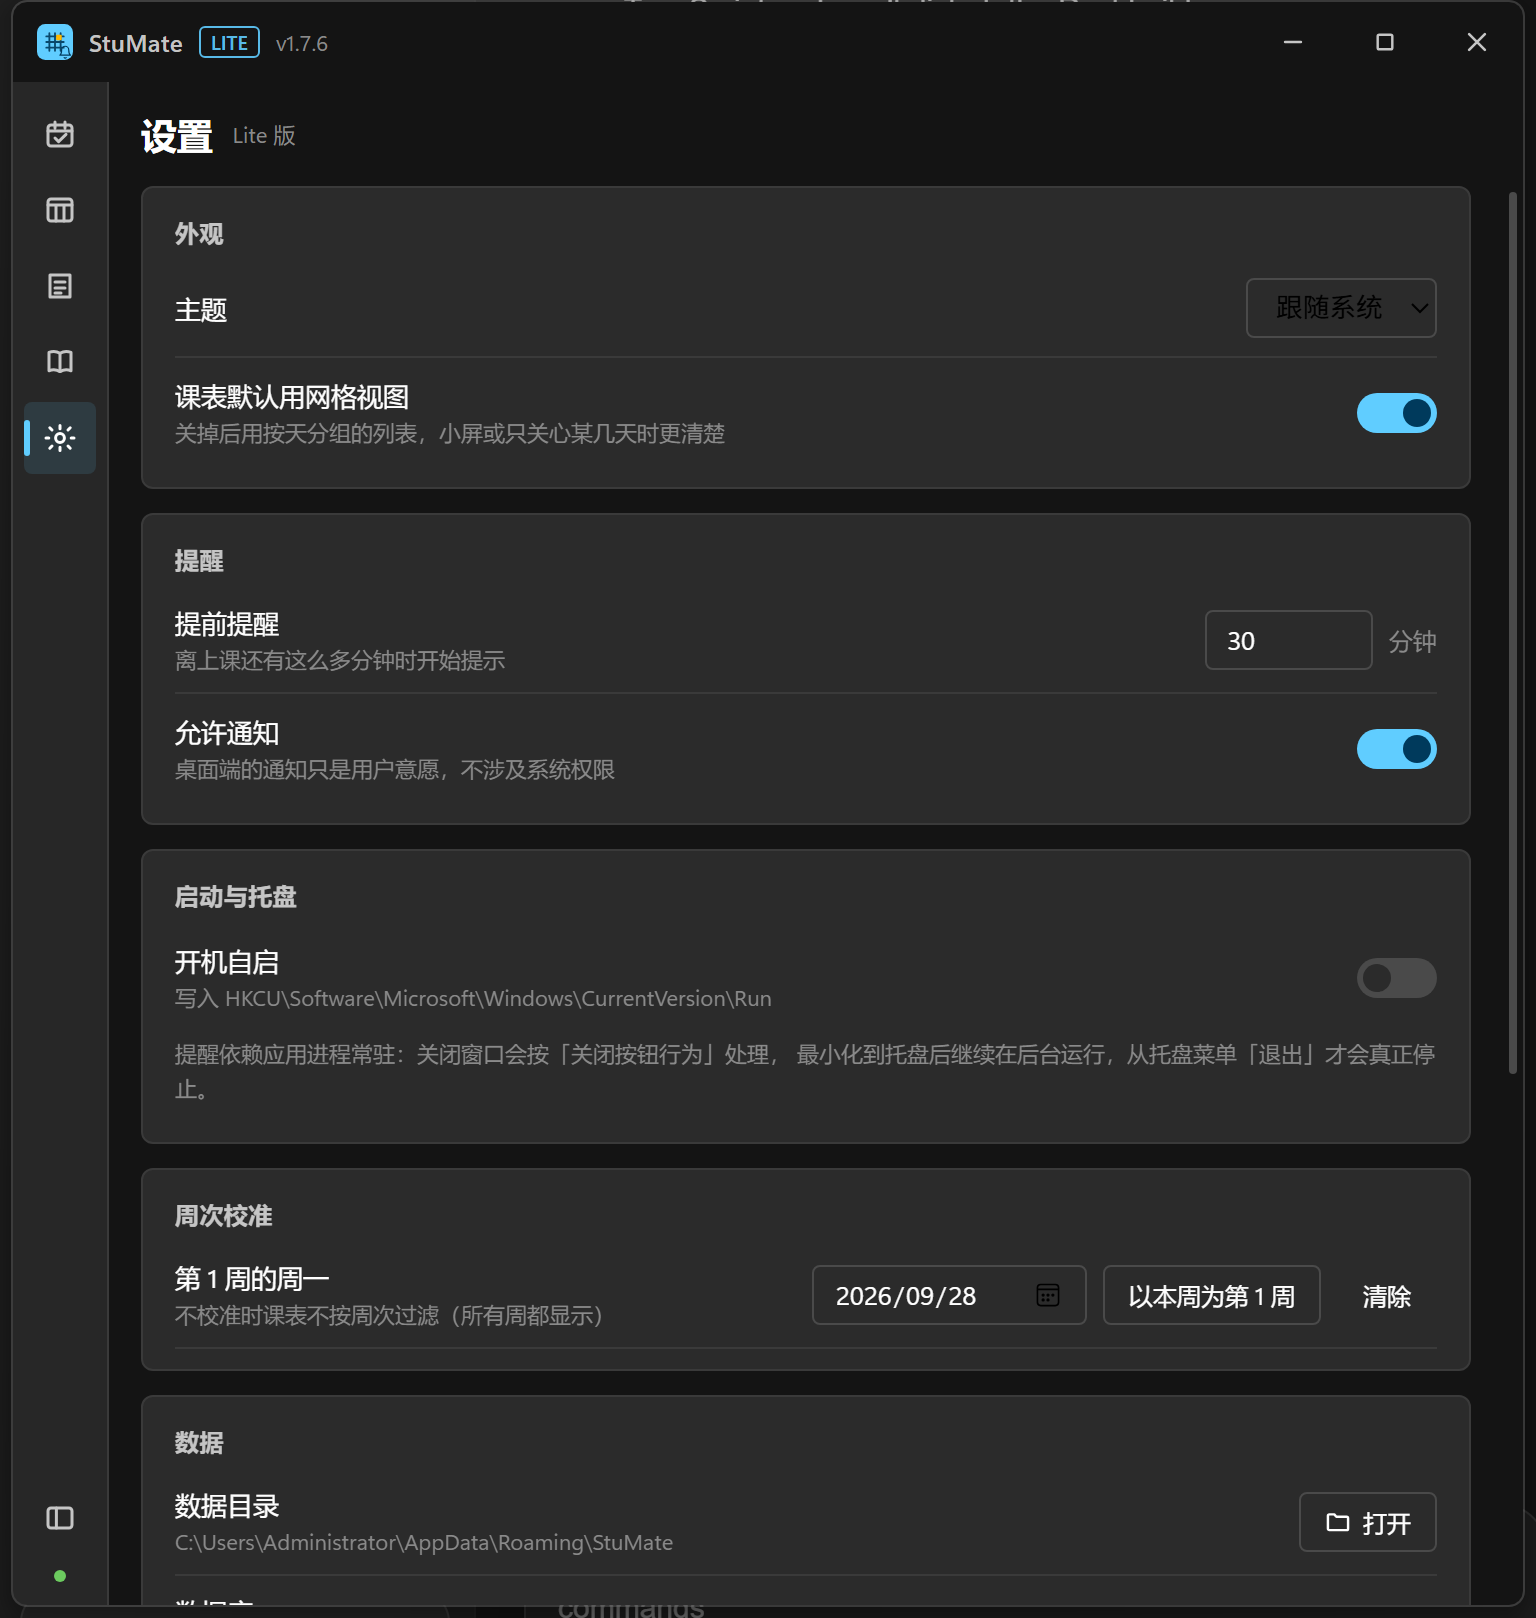 StuMate LITE v1.7.6
设置 Lite 版
外观
主题
跟随系统
课表默认用网格视图
关掉后用按天分组的列表，小屏或只关心某几天时更清楚
提醒
提前提醒
离上课还有这么多分钟时开始提示
30 分钟
允许通知
桌面端的通知只是用户意愿，不涉及系统权限
启动与托盘
开机自启
写入 HKCU\Software\Microsoft\Windows\CurrentVersion\Run
提醒依赖应用进程常驻：关闭窗口会按「关闭按钮行为」处理， 最小化到托盘后继续在后台运行，从托盘菜单「退出」才会真正停
止。
周次校准
第 1 周的周一
不校准时课表不按周次过滤（所有周都显示）
2026/09/28
以本周为第 1 周
清除
数据
数据目录
C:\Users\Administrator\AppData\Roaming\StuMate
打开
commands